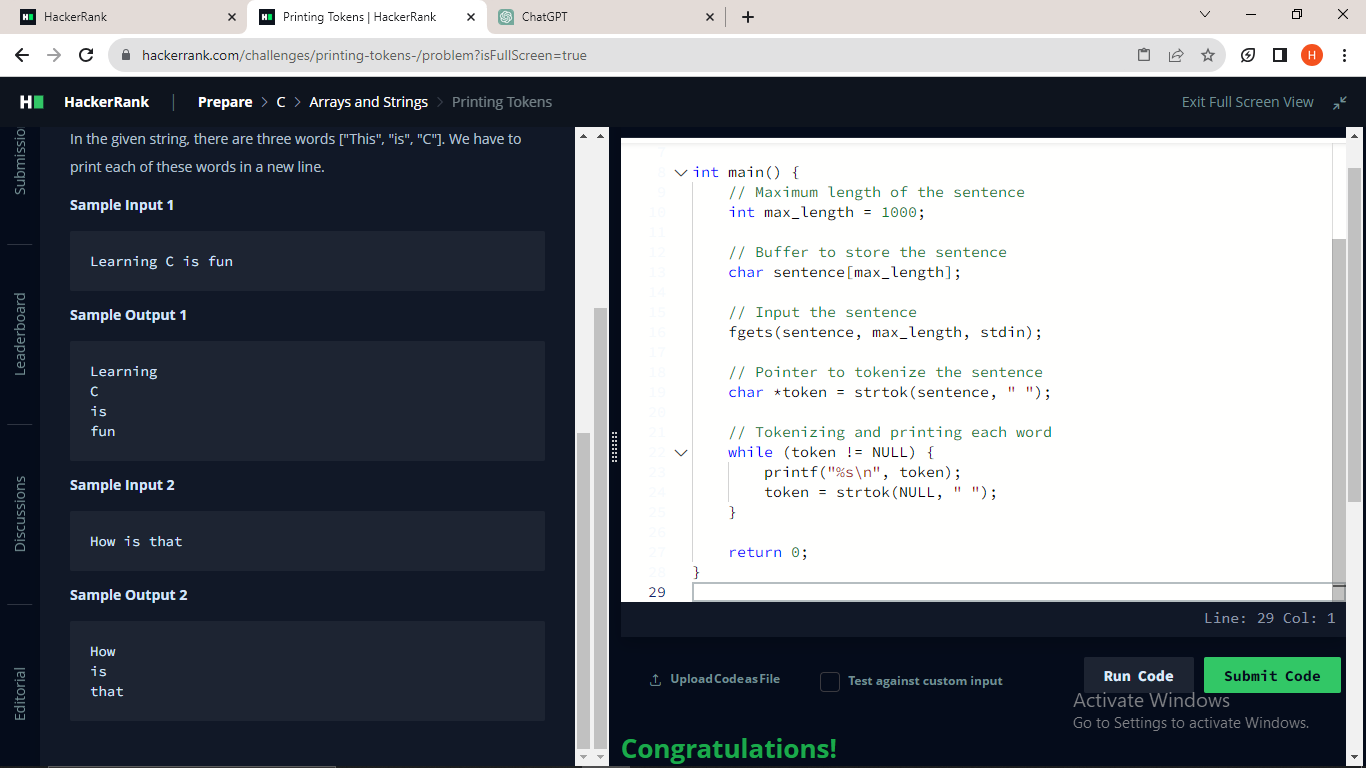 HackerRank
Printing Tokens | HackerRank
ChatGPT
hackerrank.com/challenges/printing-tokens-/problem?isFullScreen=true
H
HackerRank
Prepare > C > Arrays and Strings > Printing Tokens
Exit Full Screen View
Leaderboard
Discussions
Editorial
In the given string, there are three words ["This", "is", "C"]. We have to
print each of these words in a new line.
Sample Input 1
Learning C is fun
Sample Output 1
Learning
C
is
fun
Sample Input 2
How is that
Sample Output 2
How
is
that
8 int main() {
9 // Maximum length of the sentence
10 int max_length = 1000;
11
12 // Buffer to store the sentence
13 char sentence[max_length];
14
15 // Input the sentence
16 fgets(sentence, max_length, stdin);
17
18 // Pointer to tokenize the sentence
19 char *token = strtok(sentence, " ");
20
21 // Tokenizing and printing each word
22 while (token != NULL) {
23 printf("%s\n", token);
24 token = strtok(NULL, " ");
25 }
26
27 return 0;
28 }
29
Line: 29 Col: 1
Upload Code as File
Test against custom input
Run Code
Submit Code
Activate Windows
Go to Settings to activate Windows.
Congratulations!